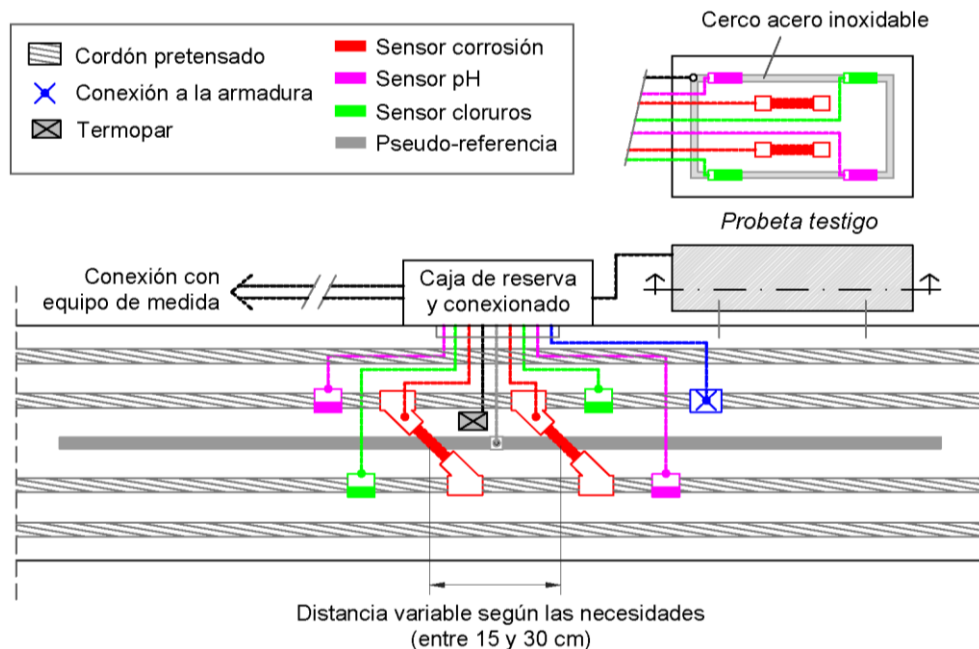 Cordón pretensado
Conexión a la armadura
Termopar
Sensor corrosión
Sensor pH
Sensor cloruros
Pseudo-referencia
Cerco acero inoxidable
Probeta testigo
Conexión con
equipo de medida
Caja de reserva
y conexionado
Distancia variable según las necesidades
(entre 15 y 30 cm)